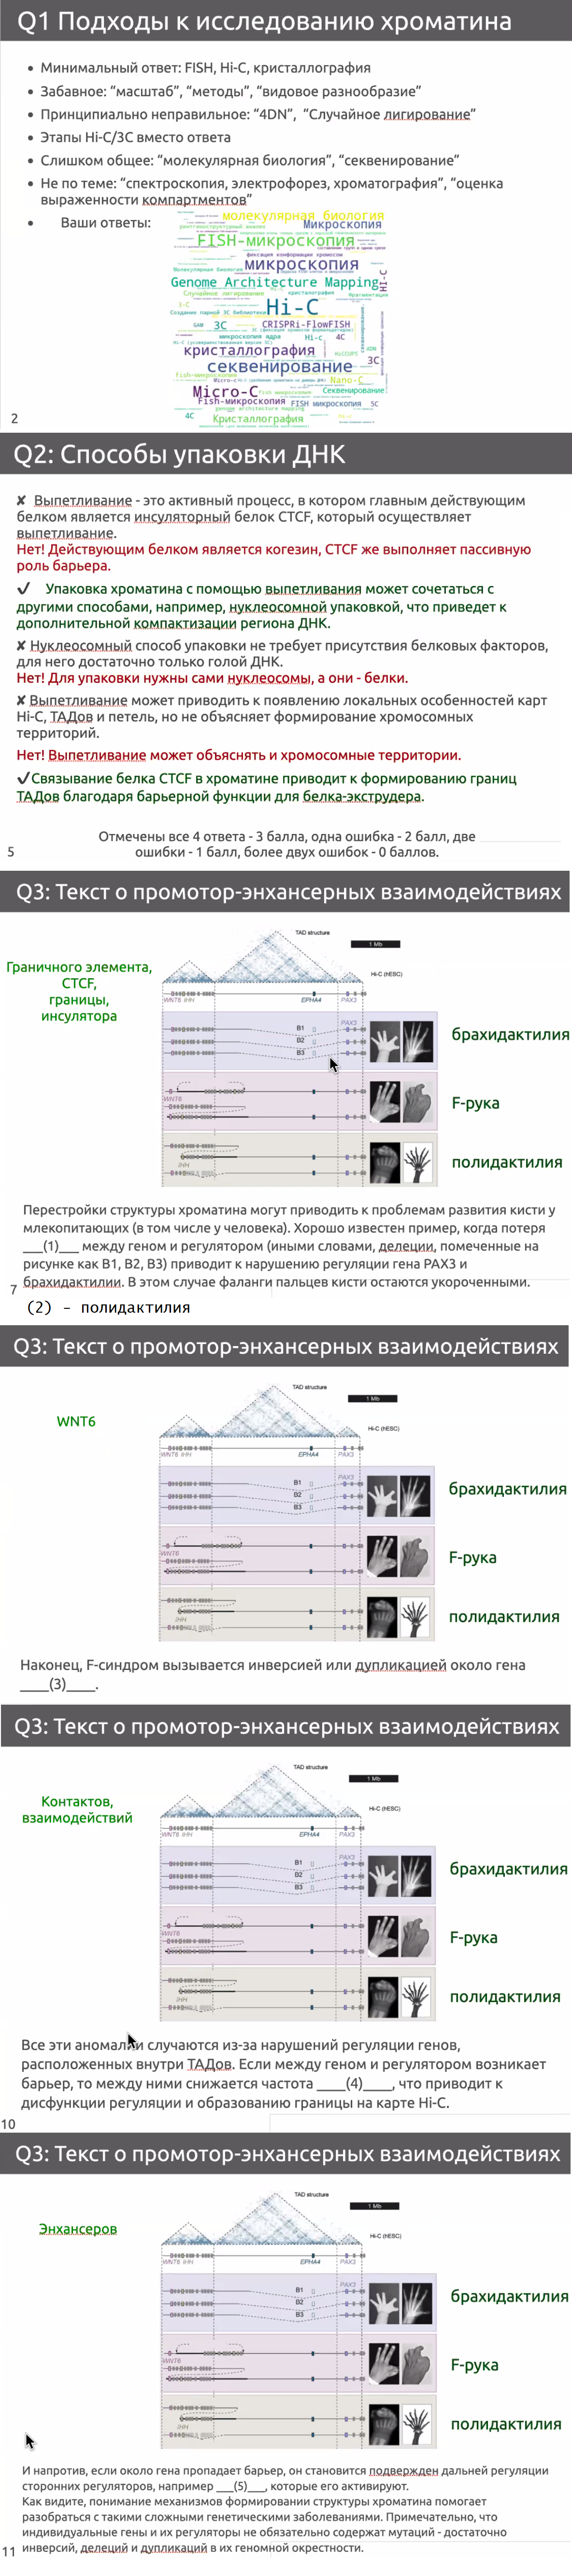 Q1 Подходы к исследованию хроматина
• Минимальный ответ: FISH, Hi-C, кристаллография
• Забавное: “масштаб”, “методы”, “видовое разнообразие”
• Принципиально неправильное: “4DN”, “Случайное лигирование”
• Этапы Hi-C/3C вместо ответа
• Слишком общее: “молекулярная биология”, “секвенирование”
• Не по теме: “спектроскопия, электрофорез, хроматография”, “оценка
выраженности компартментов”
• Ваши ответы:
молекулярная биология
Микроскопия
FISH-микроскопия
микроскопия
Genome Architecture Mapping
HI-C
Hi-C
3C
CRISPRi-FlowFISH
4C
кристаллография
3C
секвенирование
Nano-C
Micro-C
Секвенирование
Fish-микроскопия
FISH микроскопия
5C
4C
Кристаллография
2
Q2: Способы упаковки ДНК
✘ Выпетливание - это активный процесс, в котором главным действующим
белком является инсуляторный белок CTCF, который осуществляет
выпетливание.
Нет! Действующим белком является когезин, CTCF же выполняет пассивную
роль барьера.
✓ Упаковка хроматина с помощью выпетливания может сочетаться с
другими способами, например, нуклеосомной упаковкой, что приведет к
дополнительной компактизации региона ДНК.
✘ Нуклеосомный способ упаковки не требует присутствия белковых факторов,
для него достаточно только голой ДНК.
Нет! Для упаковки нужны сами нуклеосомы, а они - белки.
✘ Выпетливание может приводить к появлению локальных особенностей карт
Hi-C, ТАДов и петель, но не объясняет формирование хромосомных
территорий.
Нет! Выпетливание может объяснять и хромосомные территории.
✓Связывание белка CTCF в хроматине приводит к формированию границ
ТАДов благодаря барьерной функции для белка-экструдера.
Отмечены все 4 ответа - 3 балла, одна ошибка - 2 балл, две
ошибки - 1 балл, более двух ошибок - 0 баллов.
5
Q3: Текст о промотор-энхансерных взаимодействиях
TAD structure
1 Mb
Граничного элемента,
CTCF,
границы,
инсулятора
Hi-C (hESC)
WNT6 IHH EPHA4 PAX3
PAX3
B1
B2
B3
брахидактилия
WNT6
F-рука
IHH
полидактилия
Перестройки структуры хроматина могут приводить к проблемам развития кисти у
млекопитающих (в том числе у человека). Хорошо известен пример, когда потеря
___(1)___ между геном и регулятором (иными словами, делеции, помеченные на
рисунке как B1, B2, B3) приводит к нарушению регуляции гена PAX3 и
брахидактилии. В этом случае фаланги пальцев кисти остаются укороченными.
7
(2) - полидактилия
Q3: Текст о промотор-энхансерных взаимодействиях
TAD structure
1 Mb
WNT6
Hi-C (hESC)
WNT6 IHH EPHA4 PAX3
PAX3
B1
B2
B3
брахидактилия
WNT6
F-рука
IHH
полидактилия
Наконец, F-синдром вызывается инверсией или дупликацией около гена
____(3)____.
Q3: Текст о промотор-энхансерных взаимодействиях
TAD structure
1 Mb
Контактов,
взаимодействий
Hi-C (hESC)
WNT6 IHH EPHA4 PAX3
PAX3
B1
B2
B3
брахидактилия
WNT6
F-рука
IHH
полидактилия
Все эти аномалии случаются из-за нарушений регуляции генов,
расположенных внутри ТАДов. Если между геном и регулятором возникает
барьер, то между ними снижается частота ____(4)____, что приводит к
дисфункции регуляции и образованию границы на карте Hi-C.
10
Q3: Текст о промотор-энхансерных взаимодействиях
TAD structure
1 Mb
Энхансеров
Hi-C (hESC)
WNT6 IHH EPHA4 PAX3
PAX3
B1
B2
B3
брахидактилия
WNT6
F-рука
IHH
полидактилия
И напротив, если около гена пропадает барьер, он становится подвержен дальней регуляции
сторонних регуляторов, например ___(5)___, которые его активируют.
Как видите, понимание механизмов формировании структуры хроматина помогает
разобраться с такими сложными генетическими заболеваниями. Примечательно, что
индивидуальные гены и их регуляторы не обязательно содержат мутаций - достаточно
инверсий, делеций и дупликаций в их геномной окрестности.
11